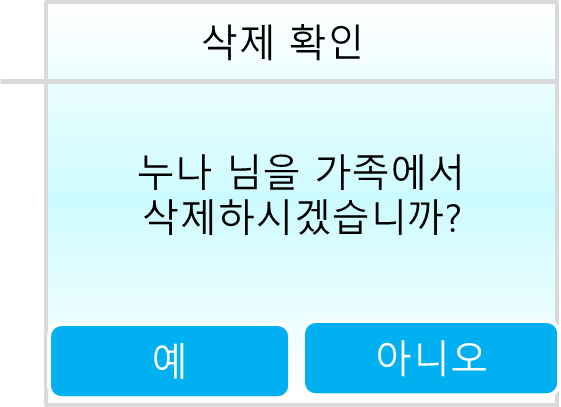 삭제 확인
누나 님을 가족에서
삭제하시겠습니까?
예
아니오